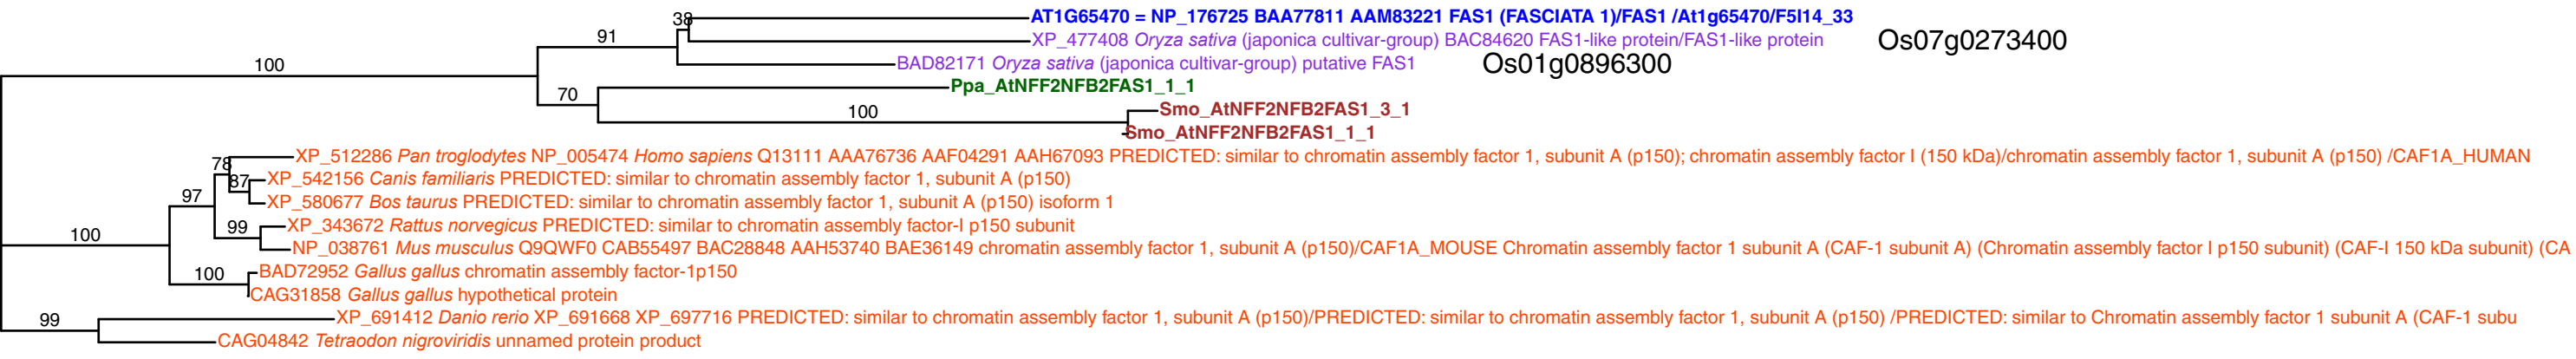 38
AT1G65470 = NP_176725 BAA77811 AAM83221 FAS1 (FASCIATA 1)/FAS1 /At1g65470/F5I14_33
91
XP_477408 Oryza sativa (japonica cultivar-group) BAC84620 FAS1-like protein/FAS1-like protein Os07g0273400
100
BAD82171 Oryza sativa (japonica cultivar-group) putative FAS1 Os01g0896300
Ppa_AtNFF2NFB2FAS1_1_1
70
100
Smo_AtNFF2NFB2FAS1_3_1
Smo_AtNFF2NFB2FAS1_1_1
78
XP_512286 Pan troglodytes NP_005474 Homo sapiens Q13111 AAA76736 AAF04291 AAH67093 PREDICTED: similar to chromatin assembly factor 1, subunit A (p150); chromatin assembly factor I (150 kDa)/chromatin assembly factor 1, subunit A (p150) /CAF1A_HUMAN
87
XP_542156 Canis familiaris PREDICTED: similar to chromatin assembly factor 1, subunit A (p150)
97
XP_580677 Bos taurus PREDICTED: similar to chromatin assembly factor 1, subunit A (p150) isoform 1
99
XP_343672 Rattus norvegicus PREDICTED: similar to chromatin assembly factor-I p150 subunit
100
NP_038761 Mus musculus Q9QWF0 CAB55497 BAC28848 AAH53740 BAE36149 chromatin assembly factor 1, subunit A (p150)/CAF1A_MOUSE Chromatin assembly factor 1 subunit A (CAF-1 subunit A) (Chromatin assembly factor I p150 subunit) (CAF-I 150 kDa subunit) (CA
100
BAD72952 Gallus gallus chromatin assembly factor-1p150
CAG31858 Gallus gallus hypothetical protein
99
XP_691412 Danio rerio XP_691668 XP_697716 PREDICTED: similar to chromatin assembly factor 1, subunit A (p150)/PREDICTED: similar to chromatin assembly factor 1, subunit A (p150) /PREDICTED: similar to Chromatin assembly factor 1 subunit A (CAF-1 subu
CAG04842 Tetraodon nigroviridis unnamed protein product